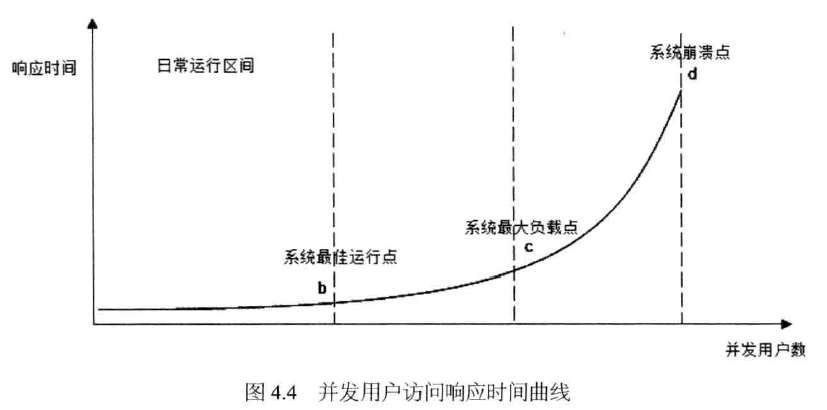 系统崩溃点
响应时间
日常运行区间
d
系统最大负载点
c
系统最佳运行点
b
并发用户数
图 4.4 并发用户访问响应时间曲线